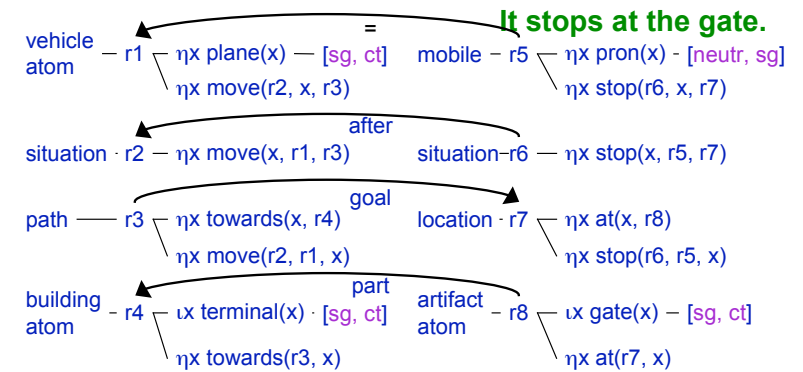 It stops at the gate.
=
vehicle atom r1 ηx plane(x) [sg, ct] mobile r5 ηx pron(x) - [neutr, sg]
ηx move(r2, x, r3) ηx stop(r6, x, r7)
after
situation r2 ηx move(x, r1, r3) situation r6 ηx stop(x, r5, r7)
goal
path r3 ηx towards(x, r4) location r7 ηx at(x, r8)
ηx move(r2, r1, x) ηx stop(r6, r5, x)
part
building atom r4 ιx terminal(x) [sg, ct] artifact atom r8 ιx gate(x) [sg, ct]
ηx towards(r3, x) ηx at(r7, x)